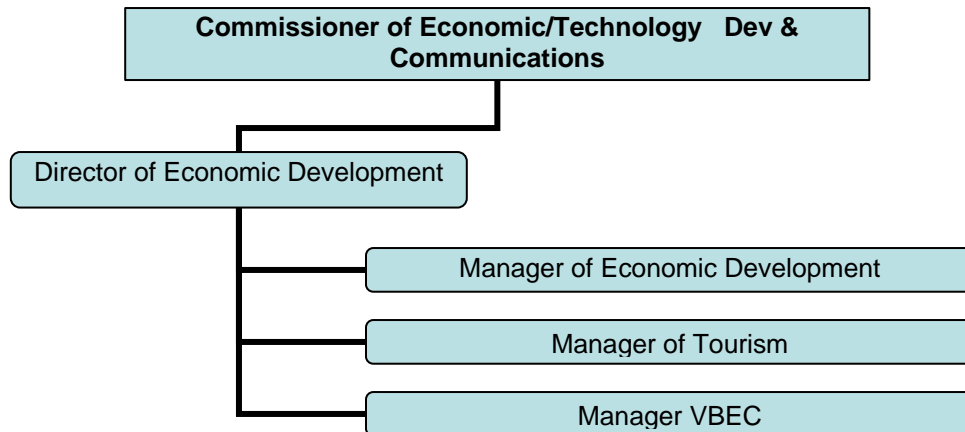 Commissioner of Economic/Technology   Dev &
Communications
Director of Economic Development
Manager of Economic Development
Manager of Tourism
Manager VBEC